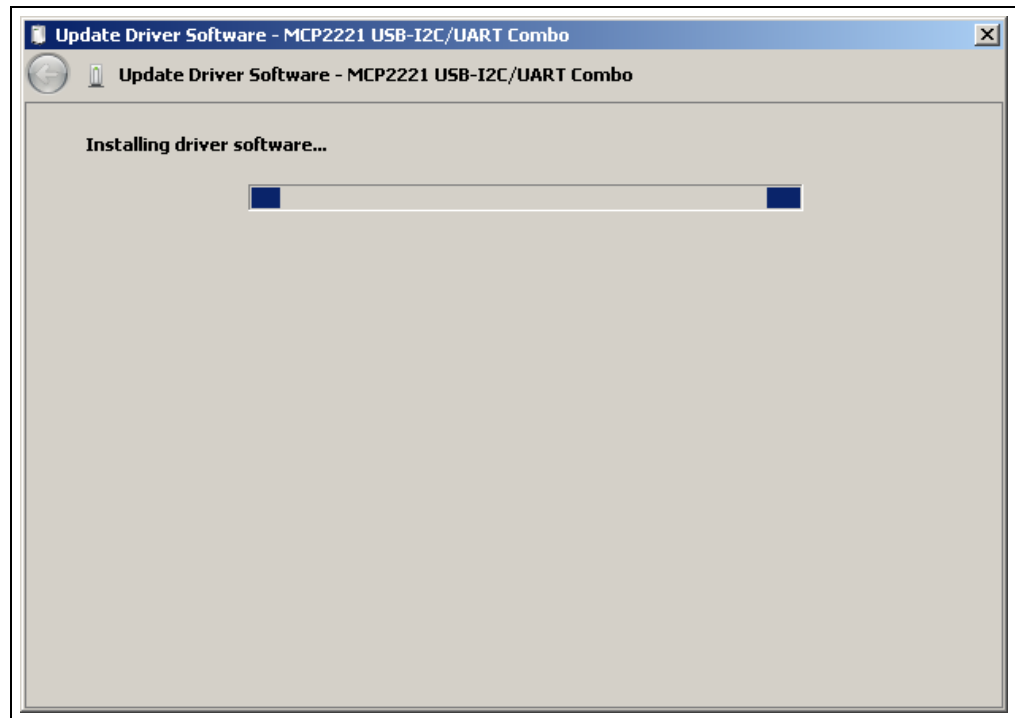 Update Driver Software - MCP2221 USB-I2C/UART Combo
Update Driver Software - MCP2221 USB-I2C/UART Combo
Installing driver software...